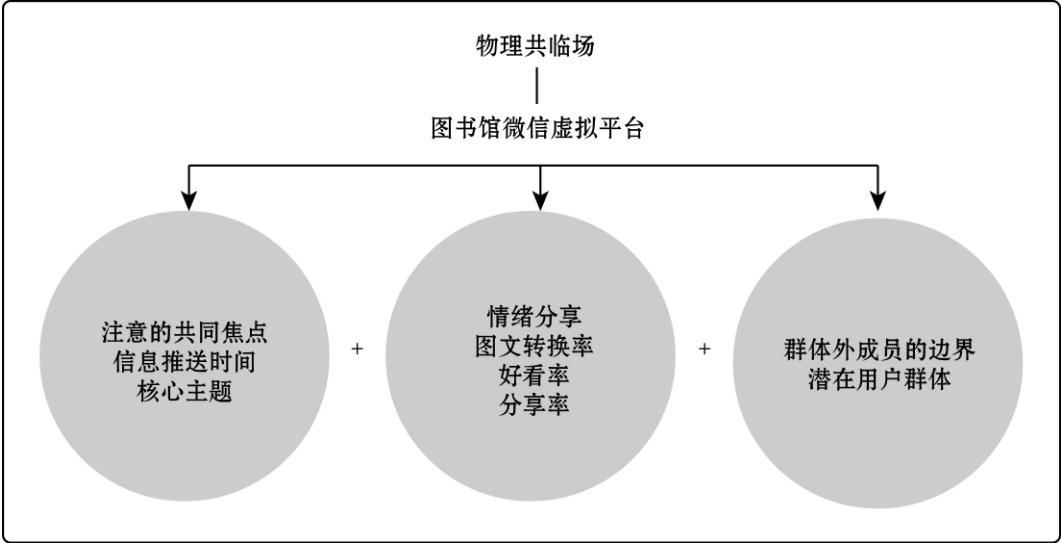 物理共临场
图书馆微信虚拟平台
注意的共同焦点
信息推送时间
核心主题
+
情绪分享
图文转换率
好看率
分享率
+
群体外成员的边界
潜在用户群体